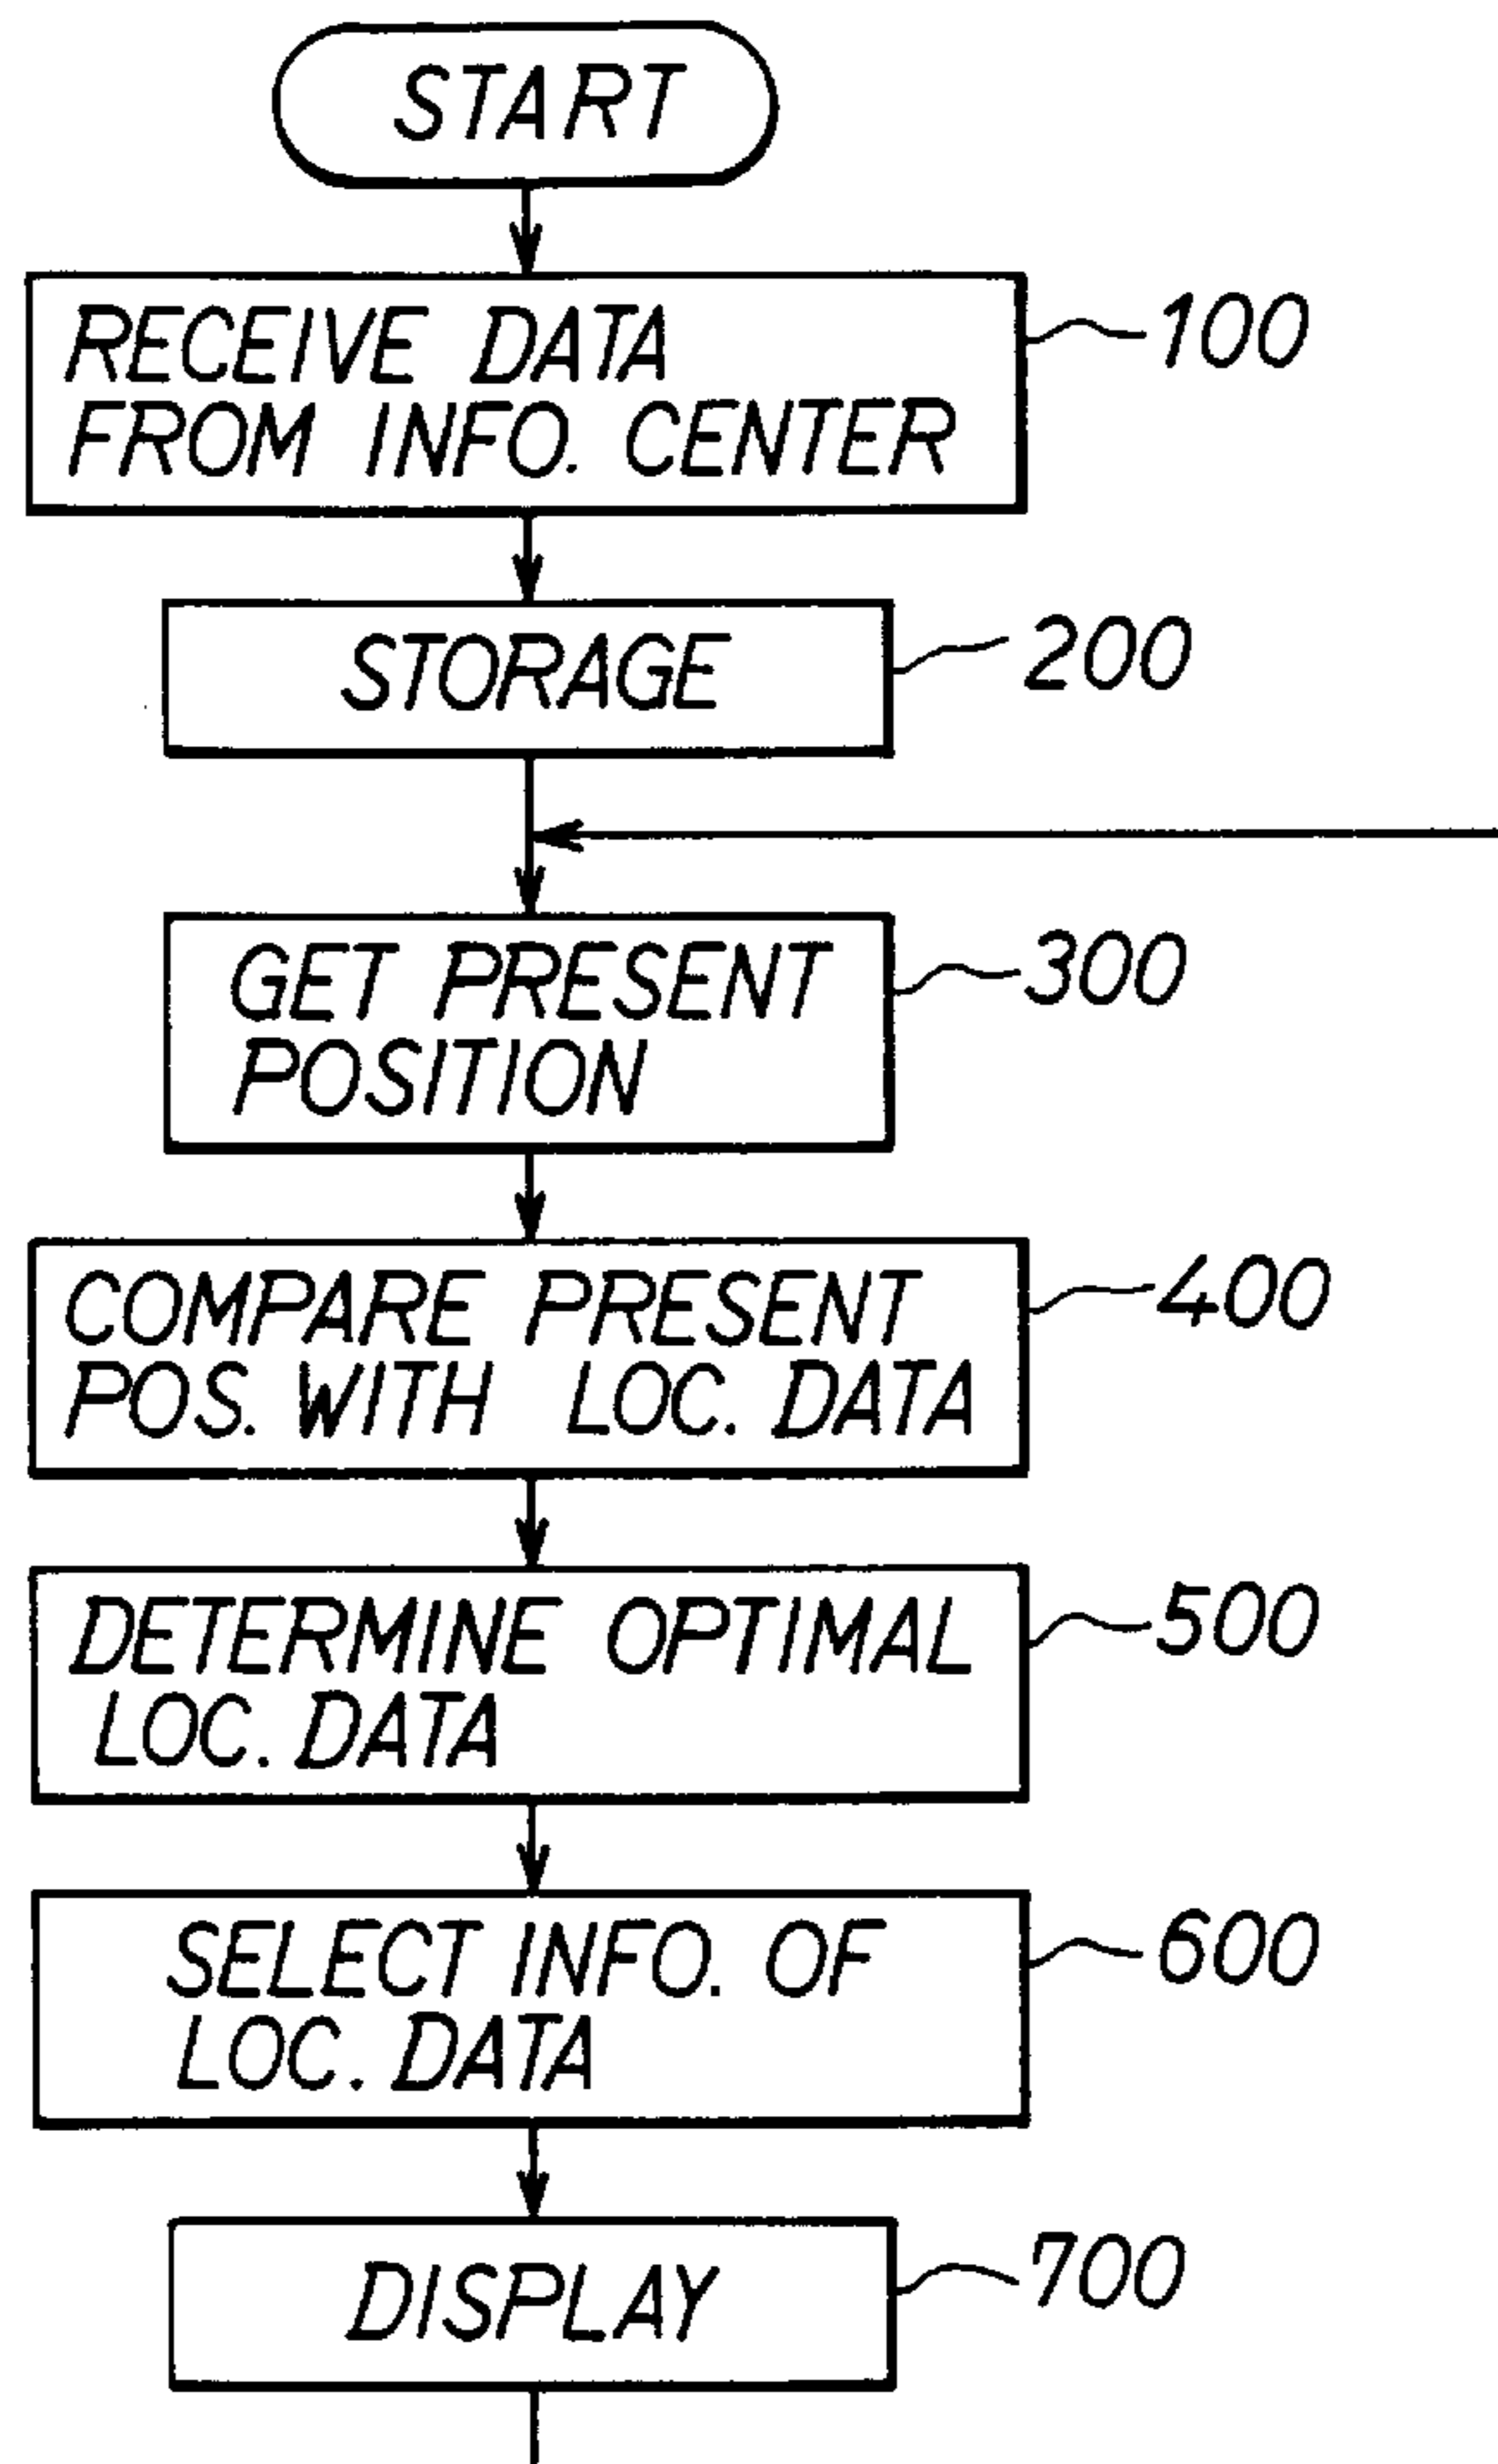 START
RECEIVE DATA
FROM INFO. CENTER
100
STORAGE
200
GET PRESENT
POSITION
300
COMPARE PRESENT
POS. WITH LOC. DATA
400
DETERMINE OPTIMAL
LOC. DATA
500
SELECT INFO. OF
LOC. DATA
600
DISPLAY
700